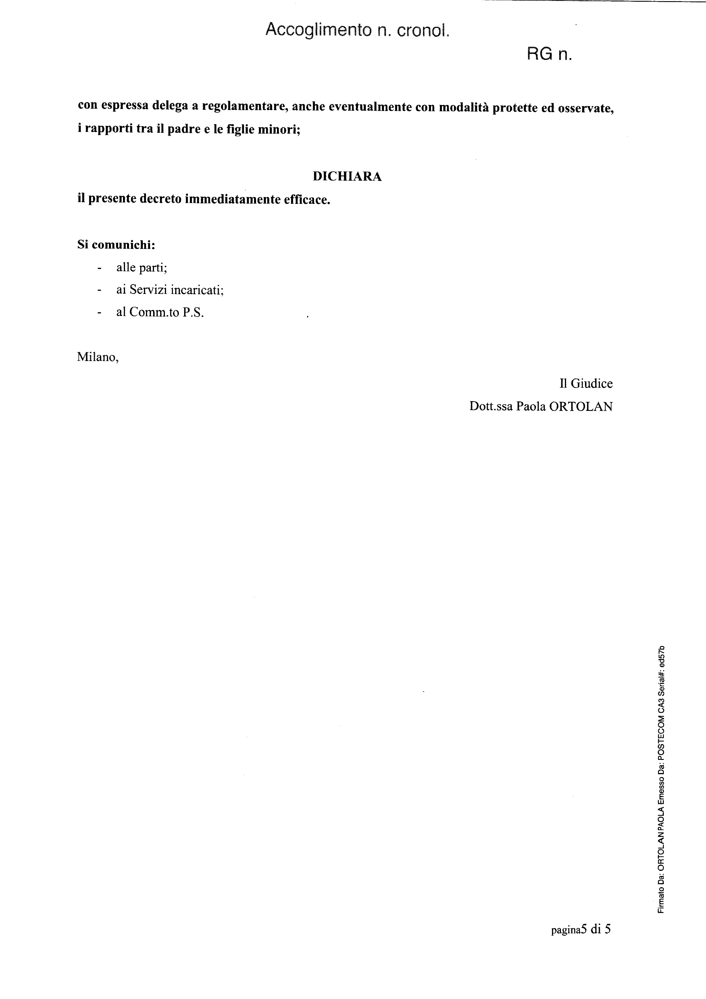 Accoglimento n. cronol.
RG n.
con espressa delega a regolamentare, anche eventualmente con modalità protette ed osservate,
i rapporti tra il padre e le figlie minori;
DICHIARA
il presente decreto immediatamente efficace.
Si comunichi:
- alle parti;
- ai Servizi incaricati;
- al Comm.to P.S.
Milano,
Il Giudice
Dott.ssa Paola ORTOLAN
Firmato Da: ORTOLAN PAOLA Emesso Da: POSTECOM CA3 Serial#: ed57b
pagina5 di 5